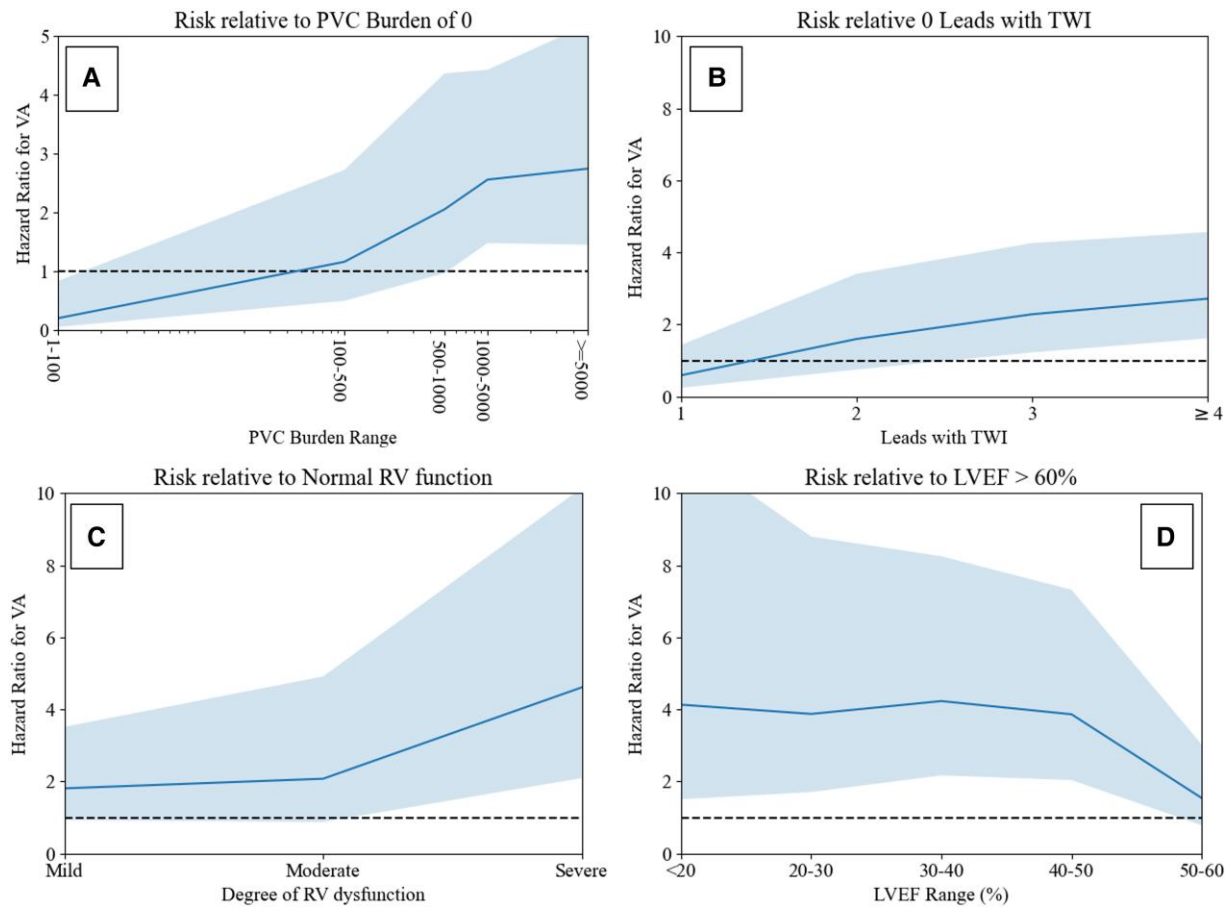 Risk relative to PVC Burden of 0
A
Hazard Ratio for VA
5
4
3
2
1
0
1-100
100-500
500-1000
1000-5000
>=5000
PVC Burden Range
Risk relative 0 Leads with TWI
B
Hazard Ratio for VA
10
8
6
4
2
0
1
2
3
≥ 4
Leads with TWI
Risk relative to Normal RV function
C
Hazard Ratio for VA
10
8
6
4
2
0
Mild
Moderate
Severe
Degree of RV dysfunction
Risk relative to LVEF > 60%
D
Hazard Ratio for VA
10
8
6
4
2
0
<20
20-30
30-40
40-50
50-60
LVEF Range (%)